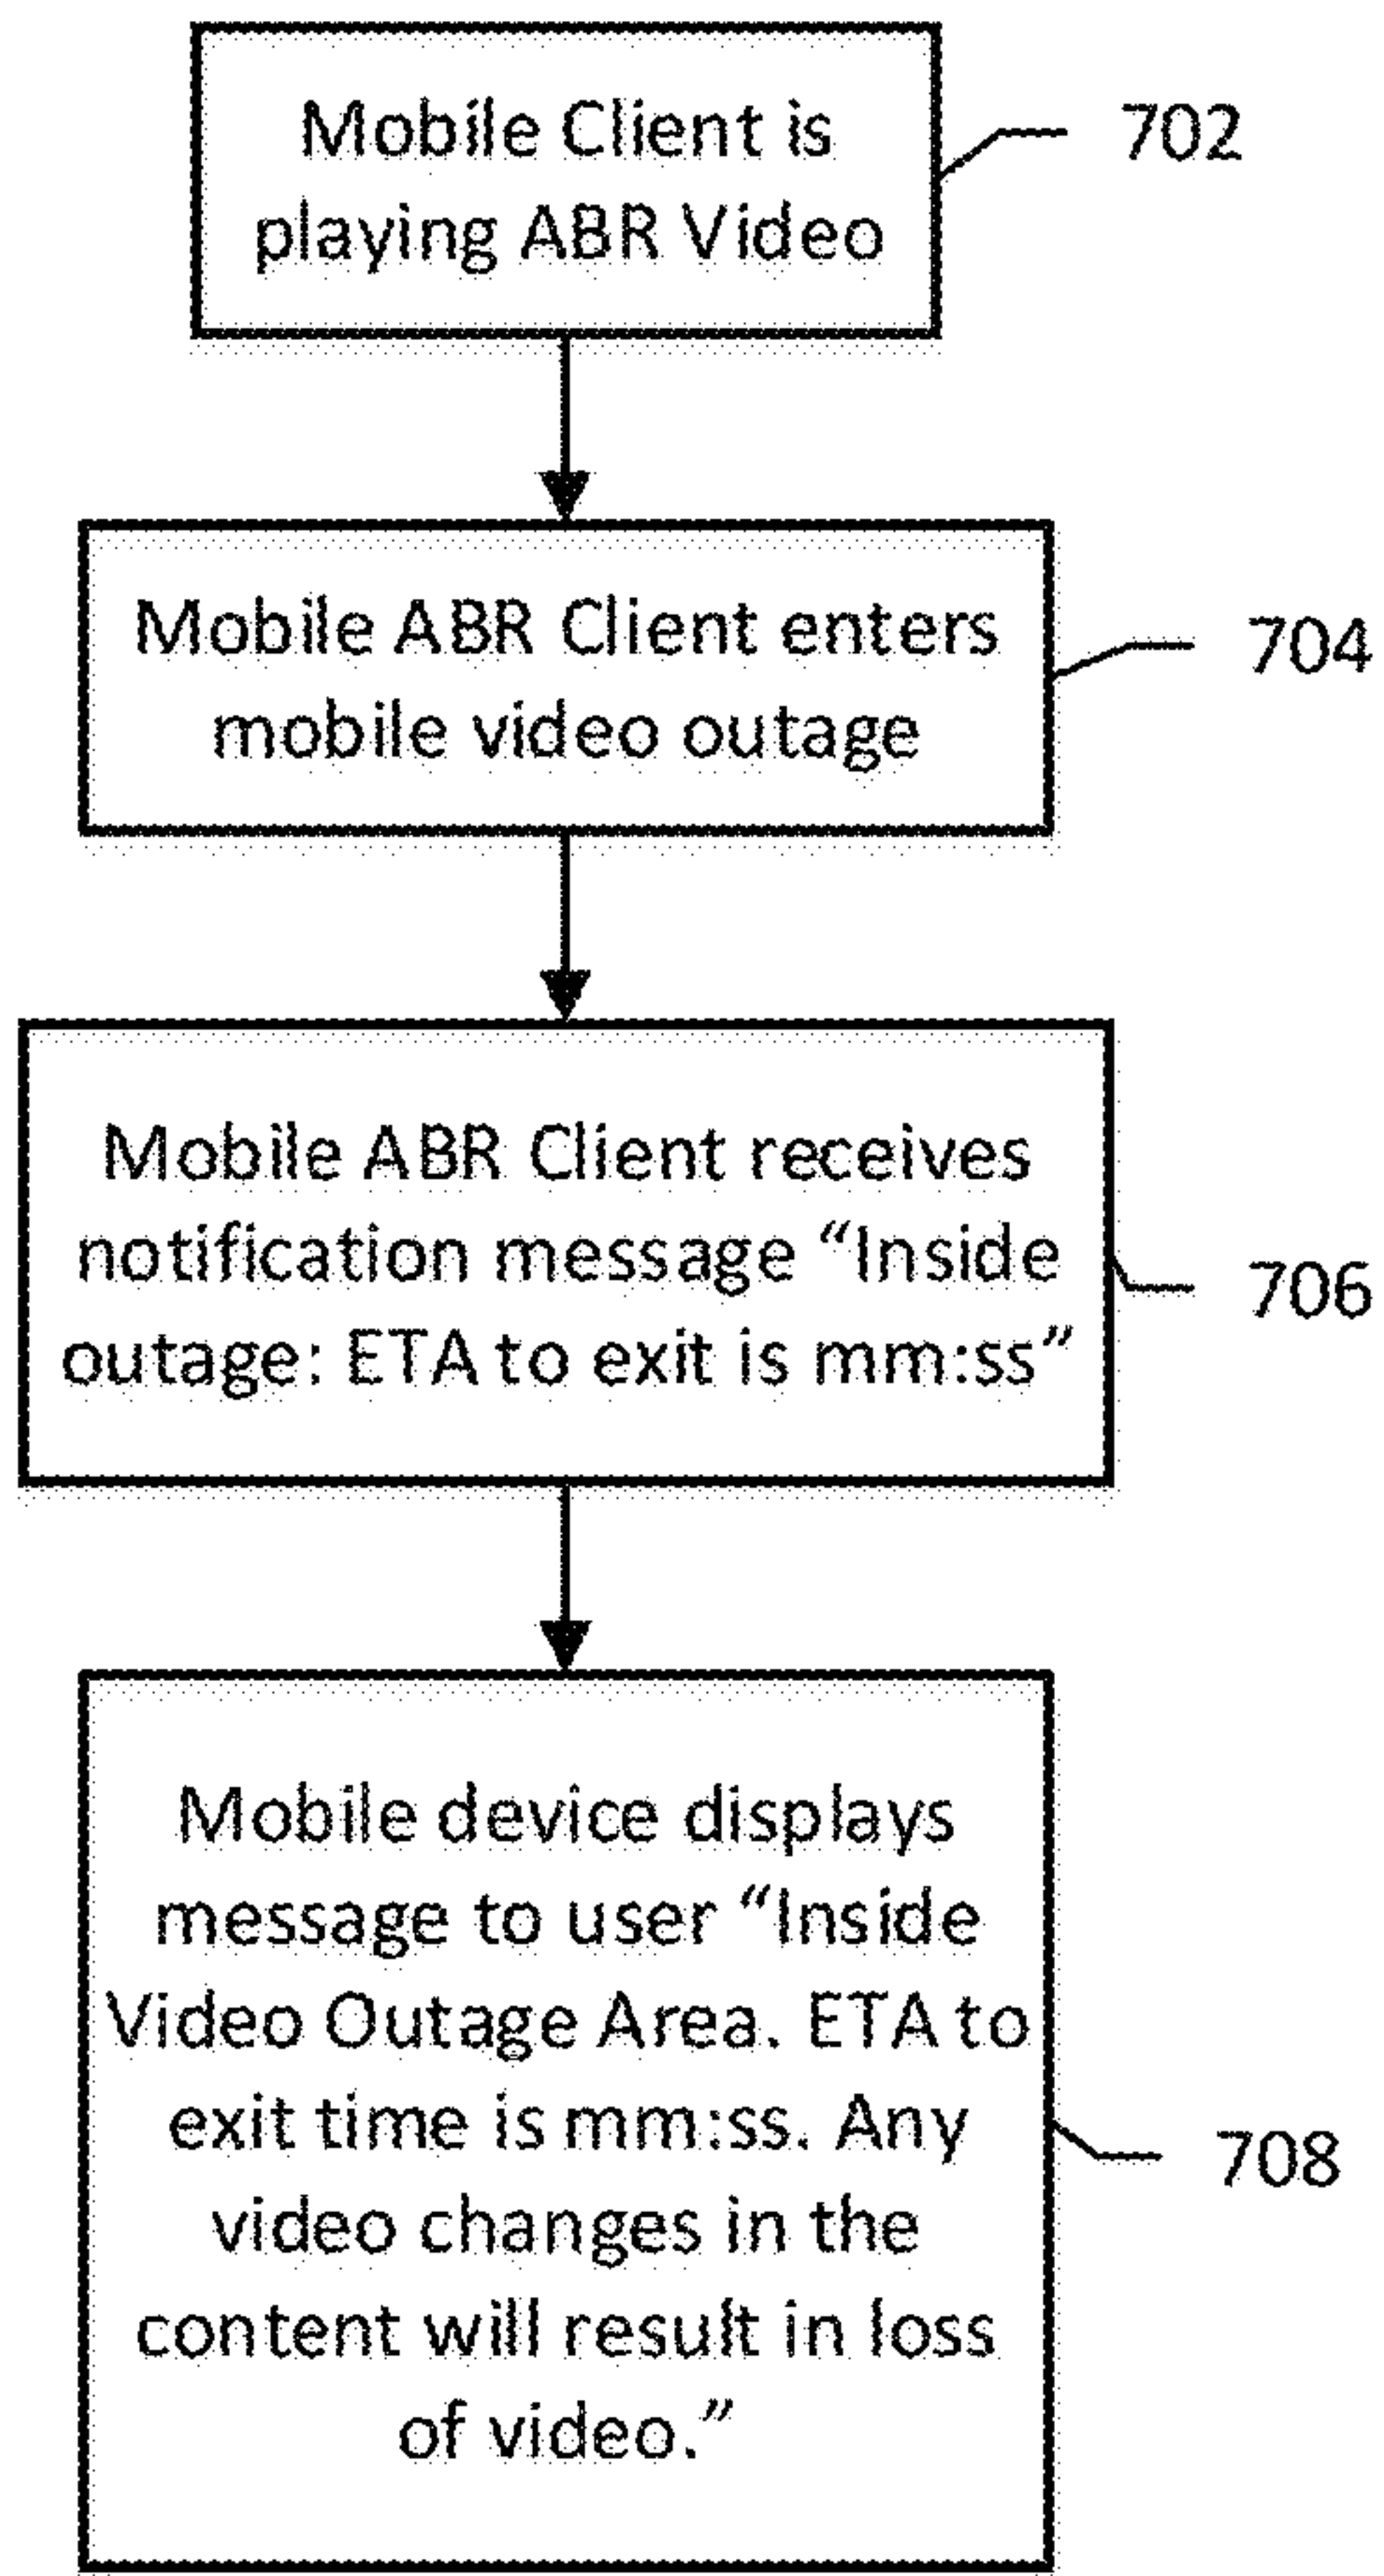 Mobile Client is
playing ABR Video
702
Mobile ABR Client enters
mobile video outage
704
Mobile ABR Client receives
notification message “Inside
outage: ETA to exit is mm:ss”
706
Mobile device displays
message to user “Inside
Video Outage Area. ETA to
exit time is mm:ss. Any
video changes in the
content will result in loss
of video.”
708